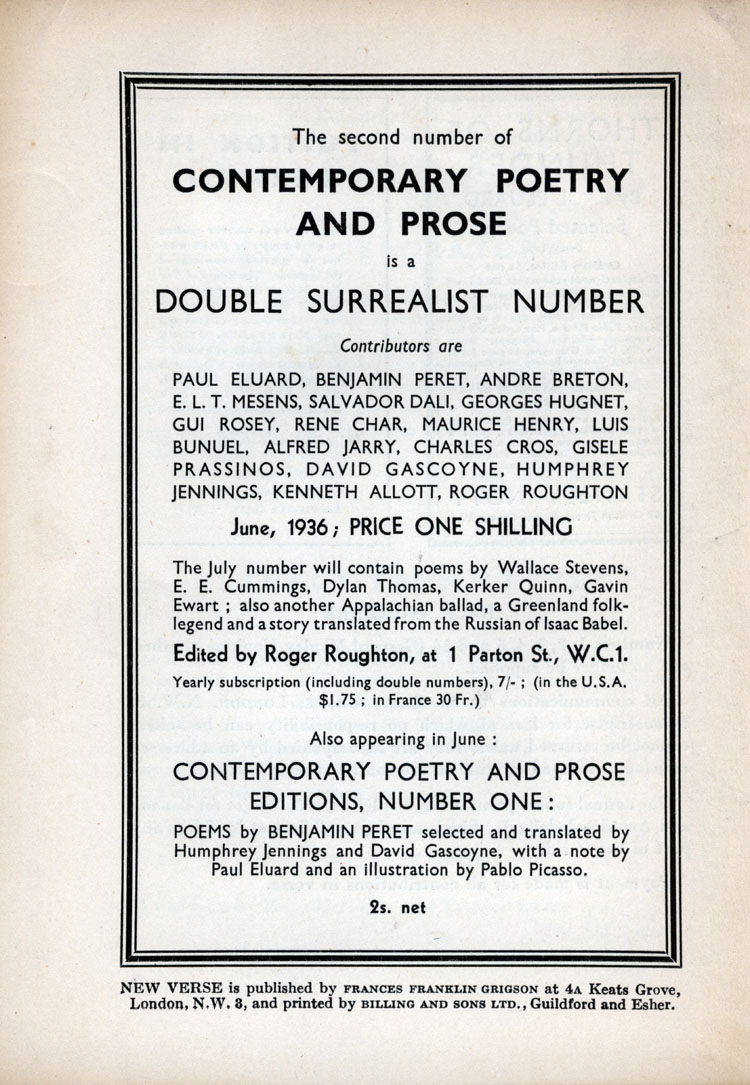 The second number of
CONTEMPORARY POETRY
AND PROSE
is a
DOUBLE SURREALIST NUMBER
Contributors are
PAUL ELUARD, BENJAMIN PERET, ANDRE BRETON,
E. L. T. MESENS, SALVADOR DALI, GEORGES HUGNET,
GUI ROSEY, RENE CHAR, MAURICE HENRY, LUIS
BUNUEL, ALFRED JARRY, CHARLES CROS, GISELE
PRASSINOS, DAVID GASCOYNE, HUMPHREY
JENNINGS, KENNETH ALLOTT, ROGER ROUGHTON
June, 1936; PRICE ONE SHILLING
The July number will contain poems by Wallace Stevens,
E. E. Cummings, Dylan Thomas, Kerker Quinn, Gavin
Ewart ; also another Appalachian ballad, a Greenland folk-
legend and a story translated from the Russian of Isaac Babel.
Edited by Roger Roughton, at 1 Parton St., W.C.1.
Yearly subscription (including double numbers), 7/- ; (in the U.S.A.
$1.75 ; in France 30 Fr.)
Also appearing in June :
CONTEMPORARY POETRY AND PROSE
EDITIONS, NUMBER ONE :
POEMS by BENJAMIN PERET selected and translated by
Humphrey Jennings and David Gascoyne, with a note by
Paul Eluard and an illustration by Pablo Picasso.
2s. net
NEW VERSE is published by FRANCES FRANKLIN GRIGSON at 4A Keats Grove,
London, N.W. 3, and printed by BILLING AND SONS LTD., Guildford and Esher.